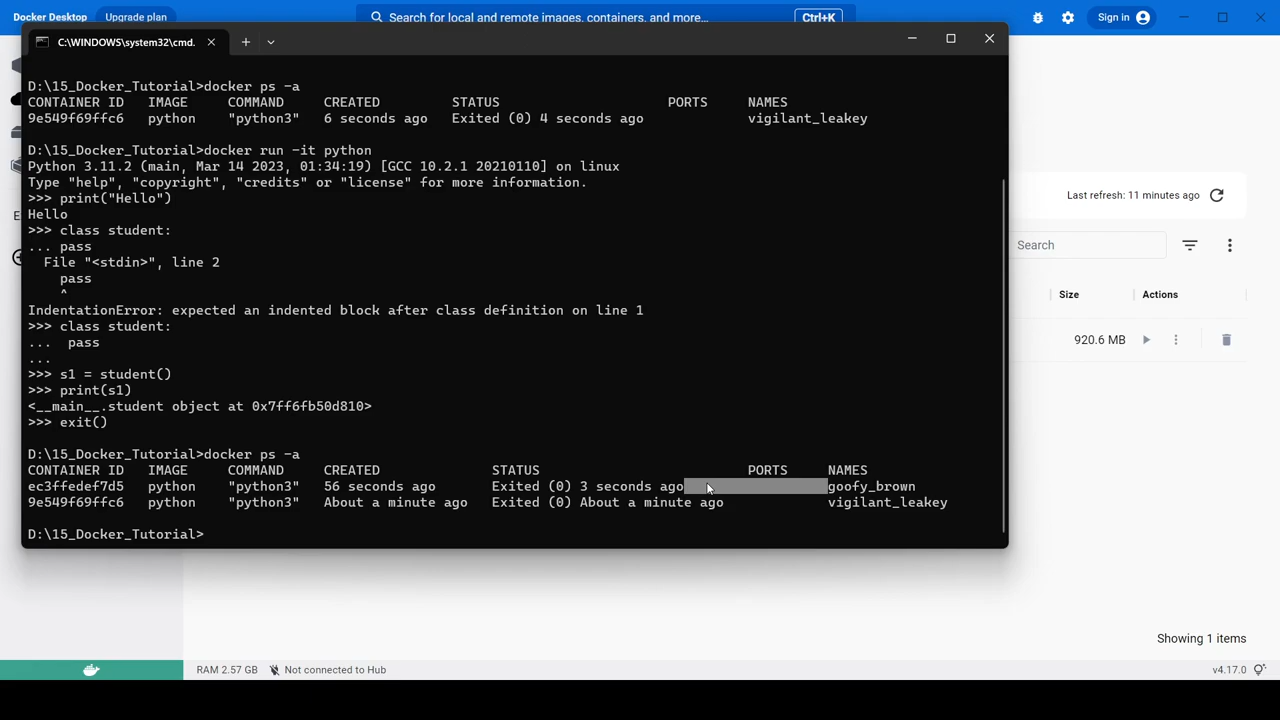 Docker Desktop Upgrade plan Search for local and remote images, containers, and more... Ctrl+K Sign in
C:\WINDOWS\system32\cmd.
D:\15_Docker_Tutorial>docker ps -a
CONTAINER ID IMAGE COMMAND CREATED STATUS PORTS NAMES
9e549f69ffc6 python "python3" 6 seconds ago Exited (0) 4 seconds ago vigilant_leakey
D:\15_Docker_Tutorial>docker run -it python
Python 3.11.2 (main, Mar 14 2023, 01:34:19) [GCC 10.2.1 20210110] on linux
Type "help", "copyright", "credits" or "license" for more information.
>>> print("Hello")
Hello
>>> class student:
... pass
File "<stdin>", line 2
pass
^
IndentationError: expected an indented block after class definition on line 1
>>> class student:
...  pass
...
>>> s1 = student()
>>> print(s1)
<__main__.student object at 0x7ff6fb50d810>
>>> exit()
D:\15_Docker_Tutorial>docker ps -a
CONTAINER ID IMAGE COMMAND CREATED STATUS PORTS NAMES
ec3ffedef7d5 python "python3" 56 seconds ago Exited (0) 3 seconds ago goofy_brown
9e549f69ffc6 python "python3" About a minute ago Exited (0) About a minute ago vigilant_leakey
D:\15_Docker_Tutorial>
Last refresh: 11 minutes ago
Search
Size Actions
920.6 MB
Showing 1 items
RAM 2.57 GB Not connected to Hub v4.17.0